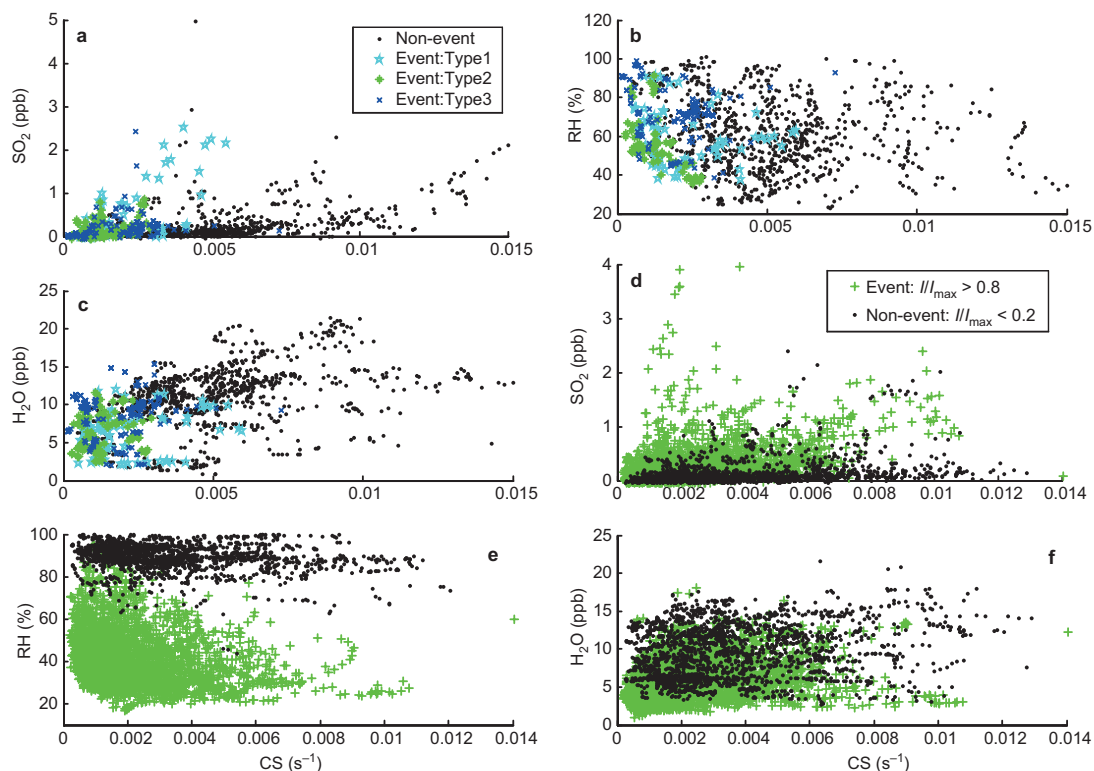 a
Non-event
Event:Type1
Event:Type2
Event:Type3
SO2 (ppb)
5
4
3
2
1
0
0 0.005 0.01 0.015
b
RH (%)
120
100
80
60
40
20
0 0.005 0.01 0.015
c
H2O (ppb)
25
20
15
10
5
0
0 0.005 0.01 0.015
d
Event: I/Imax > 0.8
Non-event: I/Imax < 0.2
SO2 (ppb)
4
3
2
1
0
0 0.002 0.004 0.006 0.008 0.01 0.012 0.014
e
RH (%)
100
80
60
40
20
0 0.002 0.004 0.006 0.008 0.01 0.012 0.014
CS (s–1)
f
H2O (ppb)
25
20
15
10
5
0
0 0.002 0.004 0.006 0.008 0.01 0.012 0.014
CS (s–1)